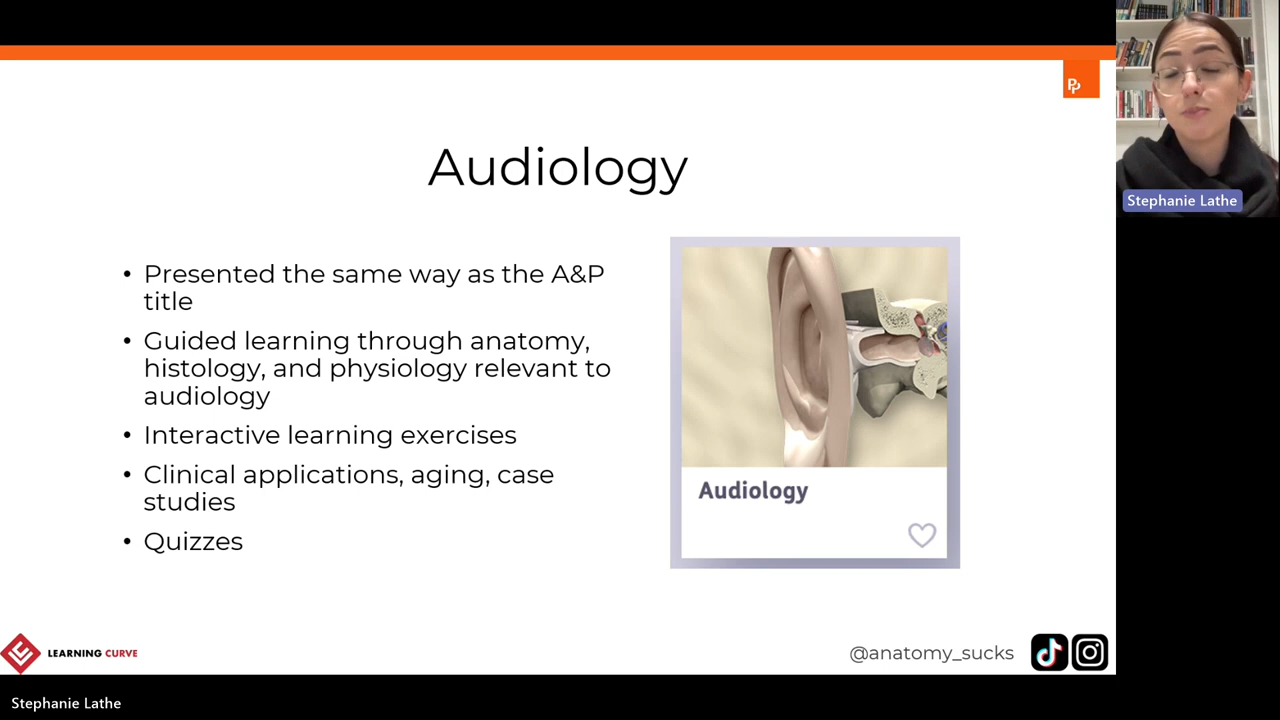 Audiology
• Presented the same way as the A&P
title
• Guided learning through anatomy,
histology, and physiology relevant to
audiology
• Interactive learning exercises
• Clinical applications, aging, case
studies
• Quizzes
Audiology
LEARNING CURVE
@anatomy_sucks
Stephanie Lathe
Stephanie Lathe